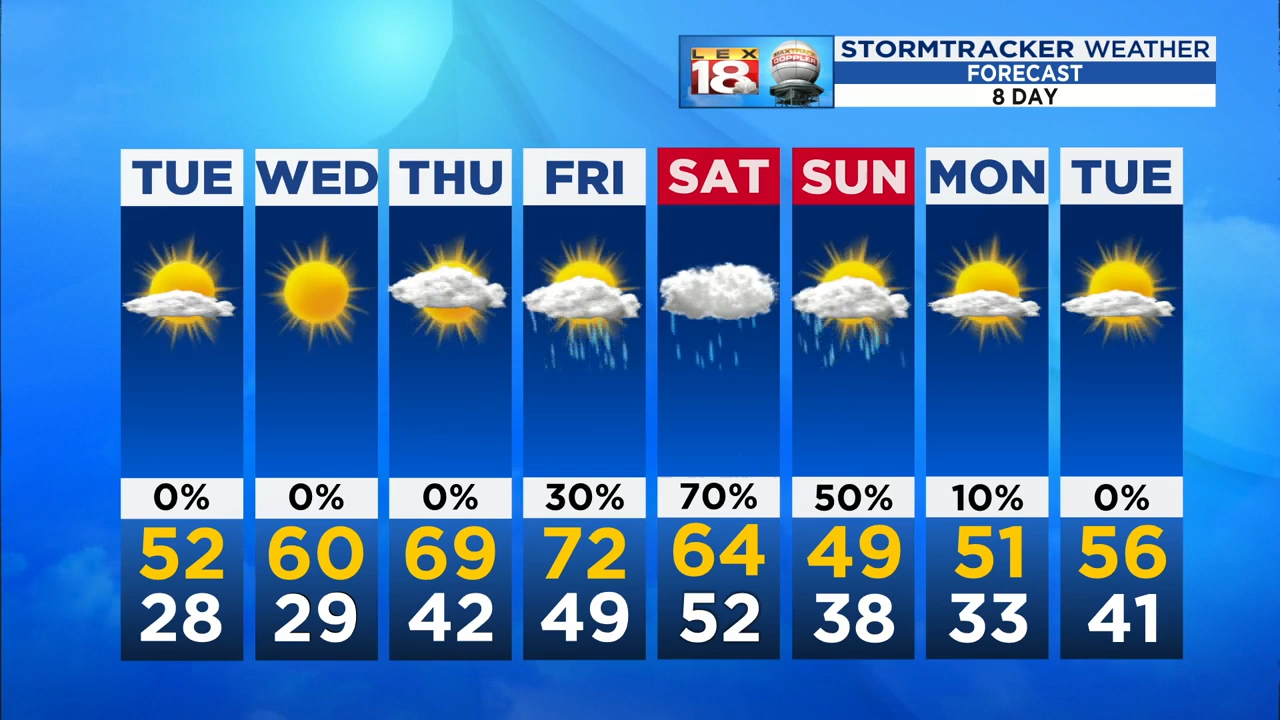 LEX
18
MAXTRACK
DOPPLER
STORMTRACKER WEATHER
FORECAST
8 DAY
TUE WED THU FRI SAT SUN MON TUE
0% 0% 0% 30% 70% 50% 10% 0%
52 60 69 72 64 49 51 56
28 29 42 49 52 38 33 41